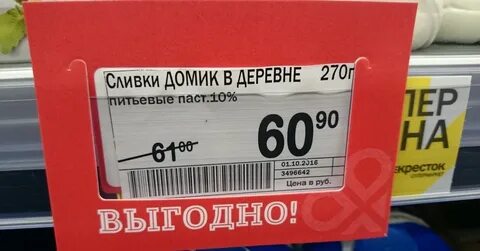 Сливки ДОМИК В ДЕРЕВНЕ 270г
питьевые паст.10%
61 00
60 90
01.10.2016
3496642
Цена в руб.
ВЫГОДНО!
ПЕР
НА
КРЕСТОК
СУПЕРМАРКЕТ